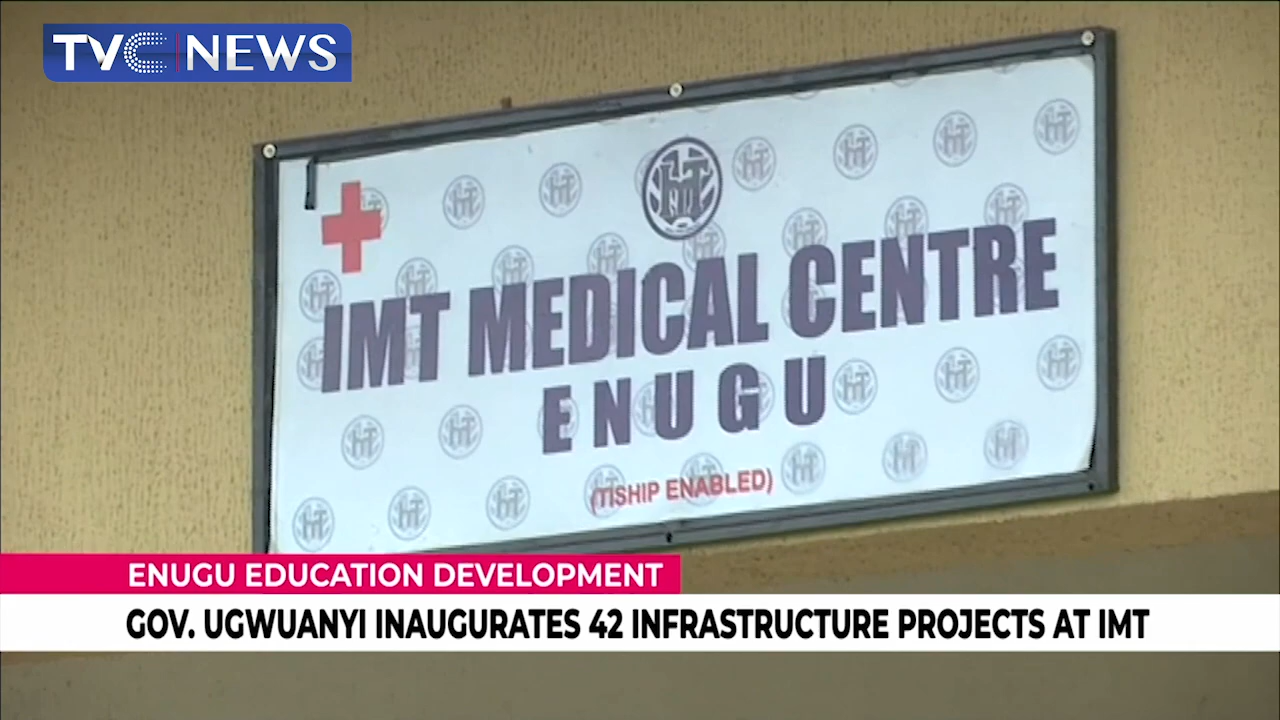 TVC NEWS
IMT MEDICAL CENTRE
ENUGU
(TISHIP ENABLED)
ENUGU EDUCATION DEVELOPMENT
GOV. UGWUANYI INAUGURATES 42 INFRASTRUCTURE PROJECTS AT IMT